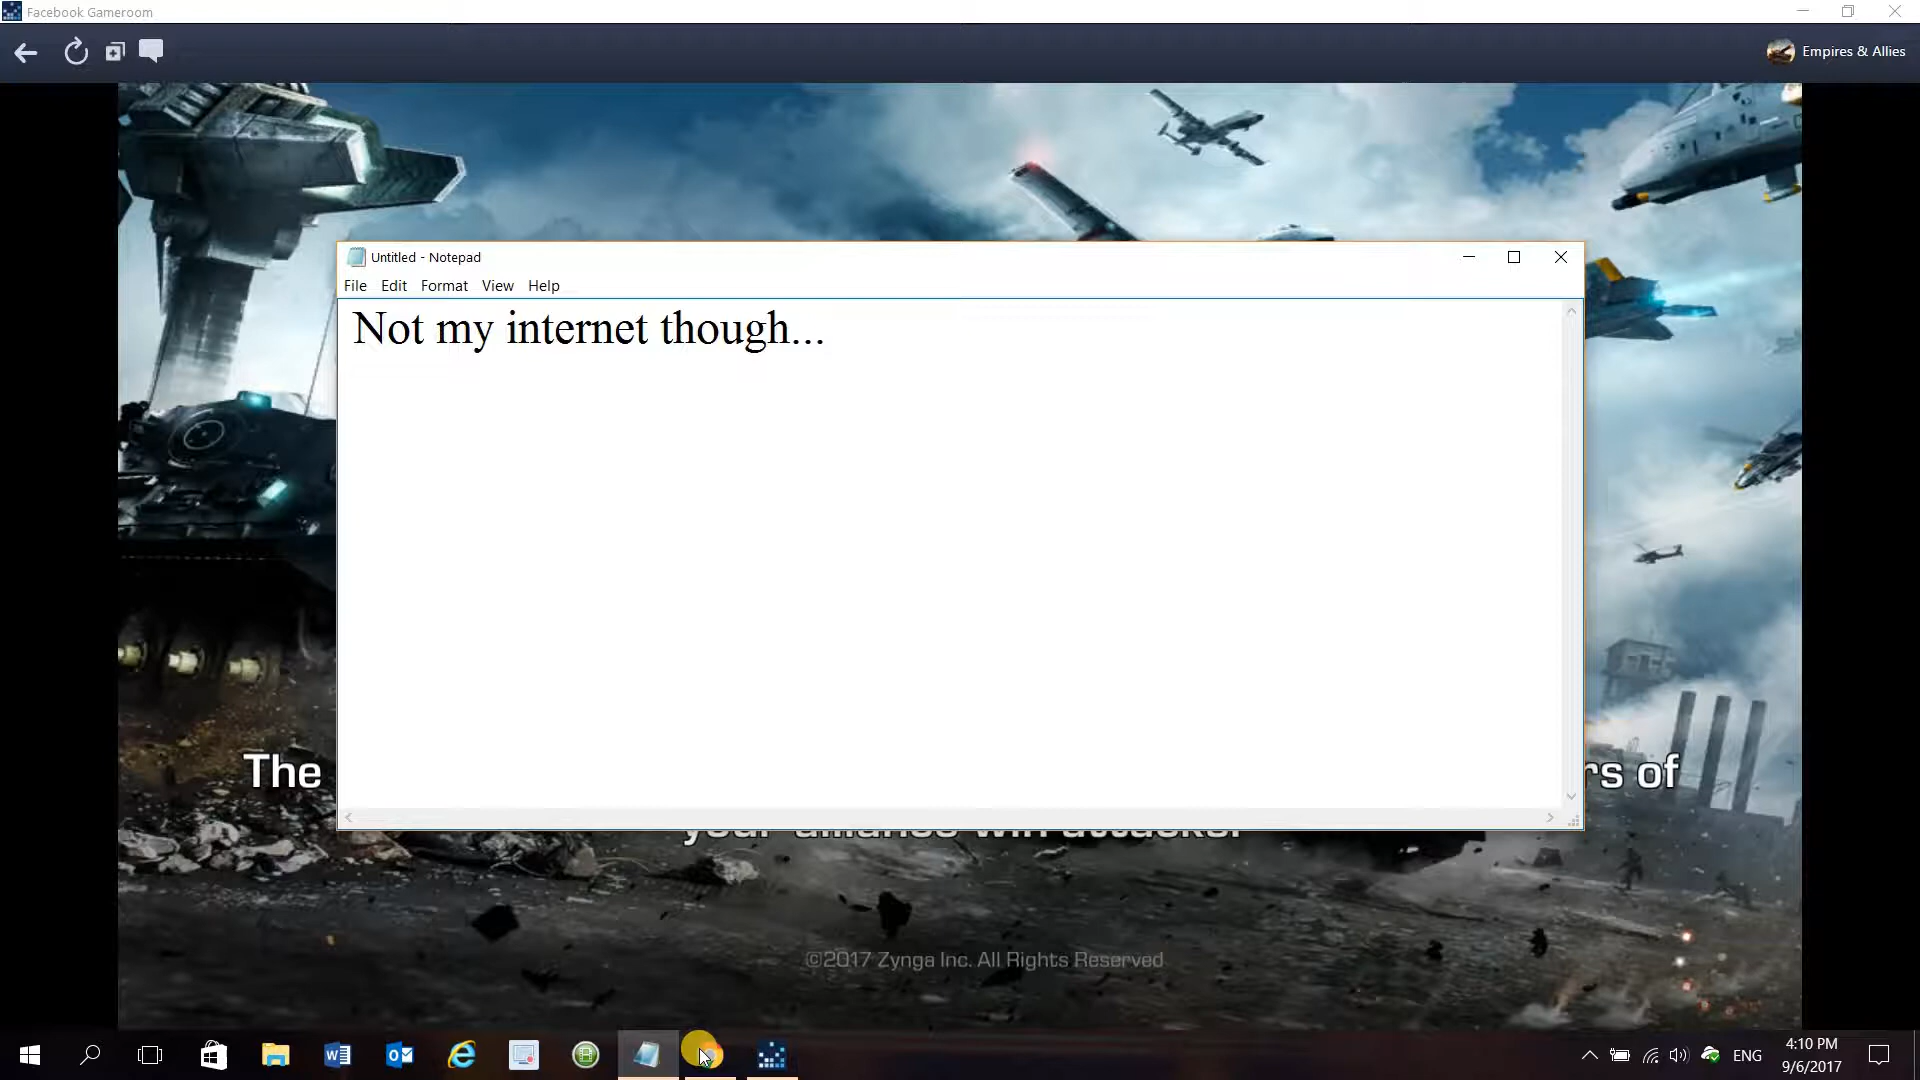 Facebook Gameroom
Empires & Allies
Untitled - Notepad
File Edit Format View Help
Not my internet though...
The
rs of
©2017 Zynga Inc. All Rights Reserved
4:10 PM
ENG
9/6/2017